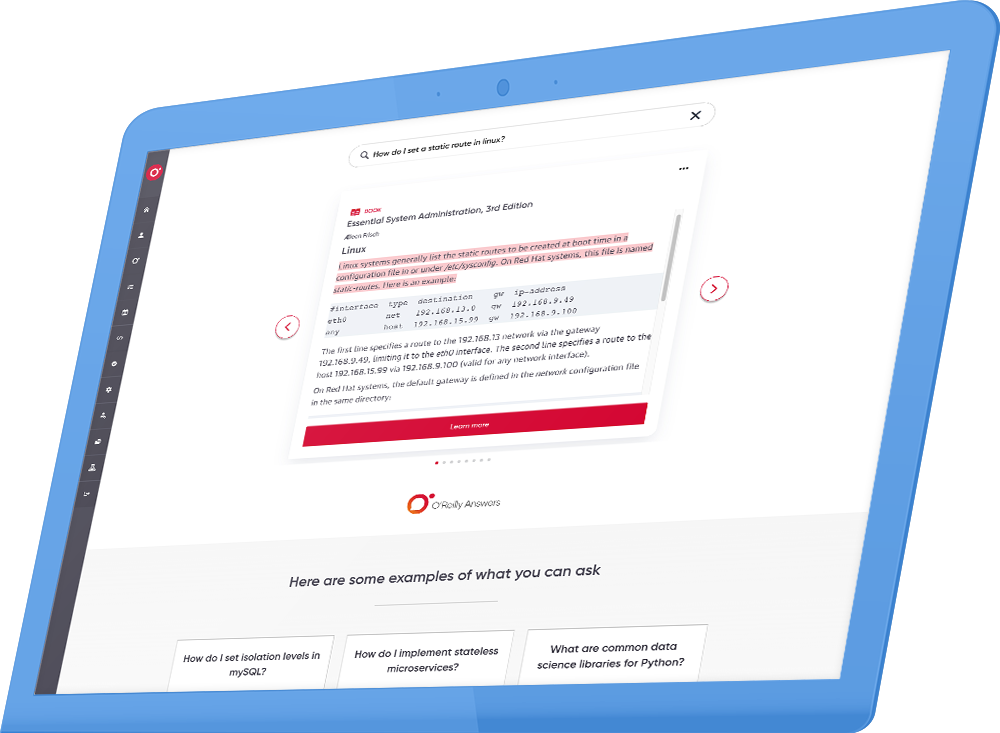 How do I set a static route in linux?
BOOK
Essential System Administration, 3rd Edition
Æleen Frisch
Linux
Linux systems generally list the static routes to be created at boot time in a
configuration file in or under /etc/sysconfig. On Red Hat systems, this file is named
static-routes. Here is an example:
#interface type destination gw ip-address
eth0 net 192.168.13.0 gw 192.168.9.49
any host 192.168.15.99 gw 192.168.9.100
The first line specifies a route to the 192.168.13 network via the gateway
192.168.9.49, limiting it to the eth0 interface. The second line specifies a route to the
host 192.168.15.99 via 192.168.9.100 (valid for any network interface).
On Red Hat systems, the default gateway is defined in the network configuration file
in the same directory:
Learn more
O'Reilly Answers
Here are some examples of what you can ask
How do I set isolation levels in
mySQL?
How do I implement stateless
microservices?
What are common data
science libraries for Python?